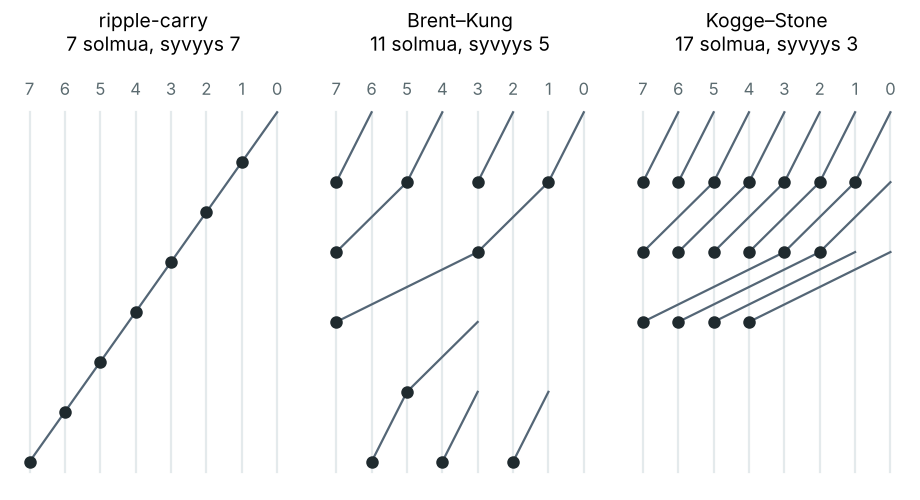 ripple-carry
7 solmua, syvyys 7
7 6 5 4 3 2 1 0
Brent–Kung
11 solmua, syvyys 5
7 6 5 4 3 2 1 0
Kogge–Stone
17 solmua, syvyys 3
7 6 5 4 3 2 1 0